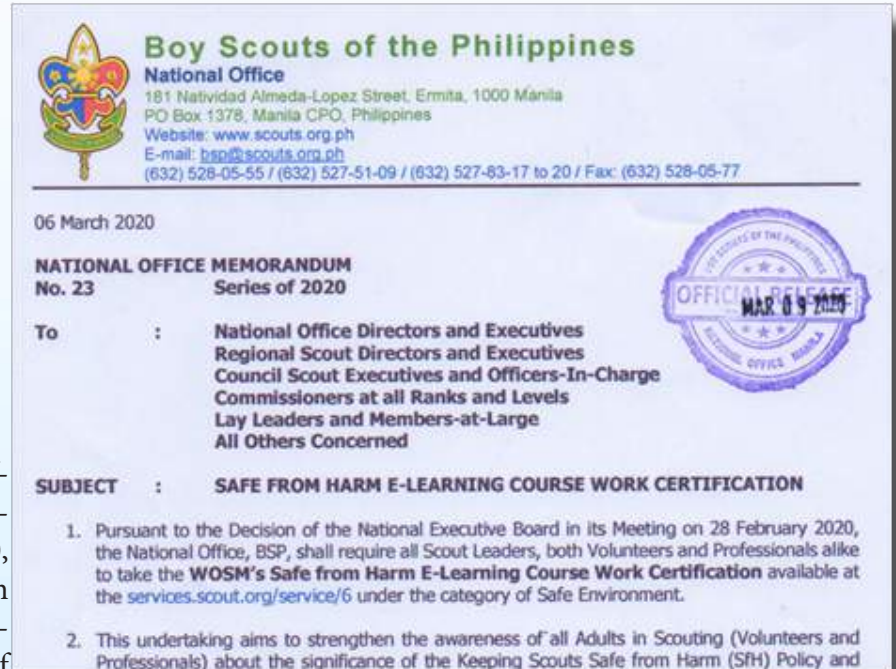 Boy Scouts of the Philippines
National Office
181 Natividad Almeda-Lopez Street, Ermita, 1000 Manila
PO Box 1378, Manila CPO, Philippines
Website: www.scouts.org.ph
E-mail: bsp@scouts.org.ph
(632) 528-05-55 / (632) 527-51-09 / (632) 527-83-17 to 20 / Fax: (632) 528-05-77
06 March 2020
BOY SCOUTS OF THE PHILIPPINES
OFFICIAL RELEASE
MAR 09 2020
NATIONAL OFFICE MANILA
NATIONAL OFFICE MEMORANDUM
No. 23 Series of 2020
To : National Office Directors and Executives
Regional Scout Directors and Executives
Council Scout Executives and Officers-In-Charge
Commissioners at all Ranks and Levels
Lay Leaders and Members-at-Large
All Others Concerned
SUBJECT : SAFE FROM HARM E-LEARNING COURSE WORK CERTIFICATION
1. Pursuant to the Decision of the National Executive Board in its Meeting on 28 February 2020,
the National Office, BSP, shall require all Scout Leaders, both Volunteers and Professionals alike
to take the WOSM's Safe from Harm E-Learning Course Work Certification available at
the services.scout.org/service/6 under the category of Safe Environment.
2. This undertaking aims to strengthen the awareness of all Adults in Scouting (Volunteers and
Professionals) about the significance of the Keeping Scouts Safe from Harm (SfH) Policy and